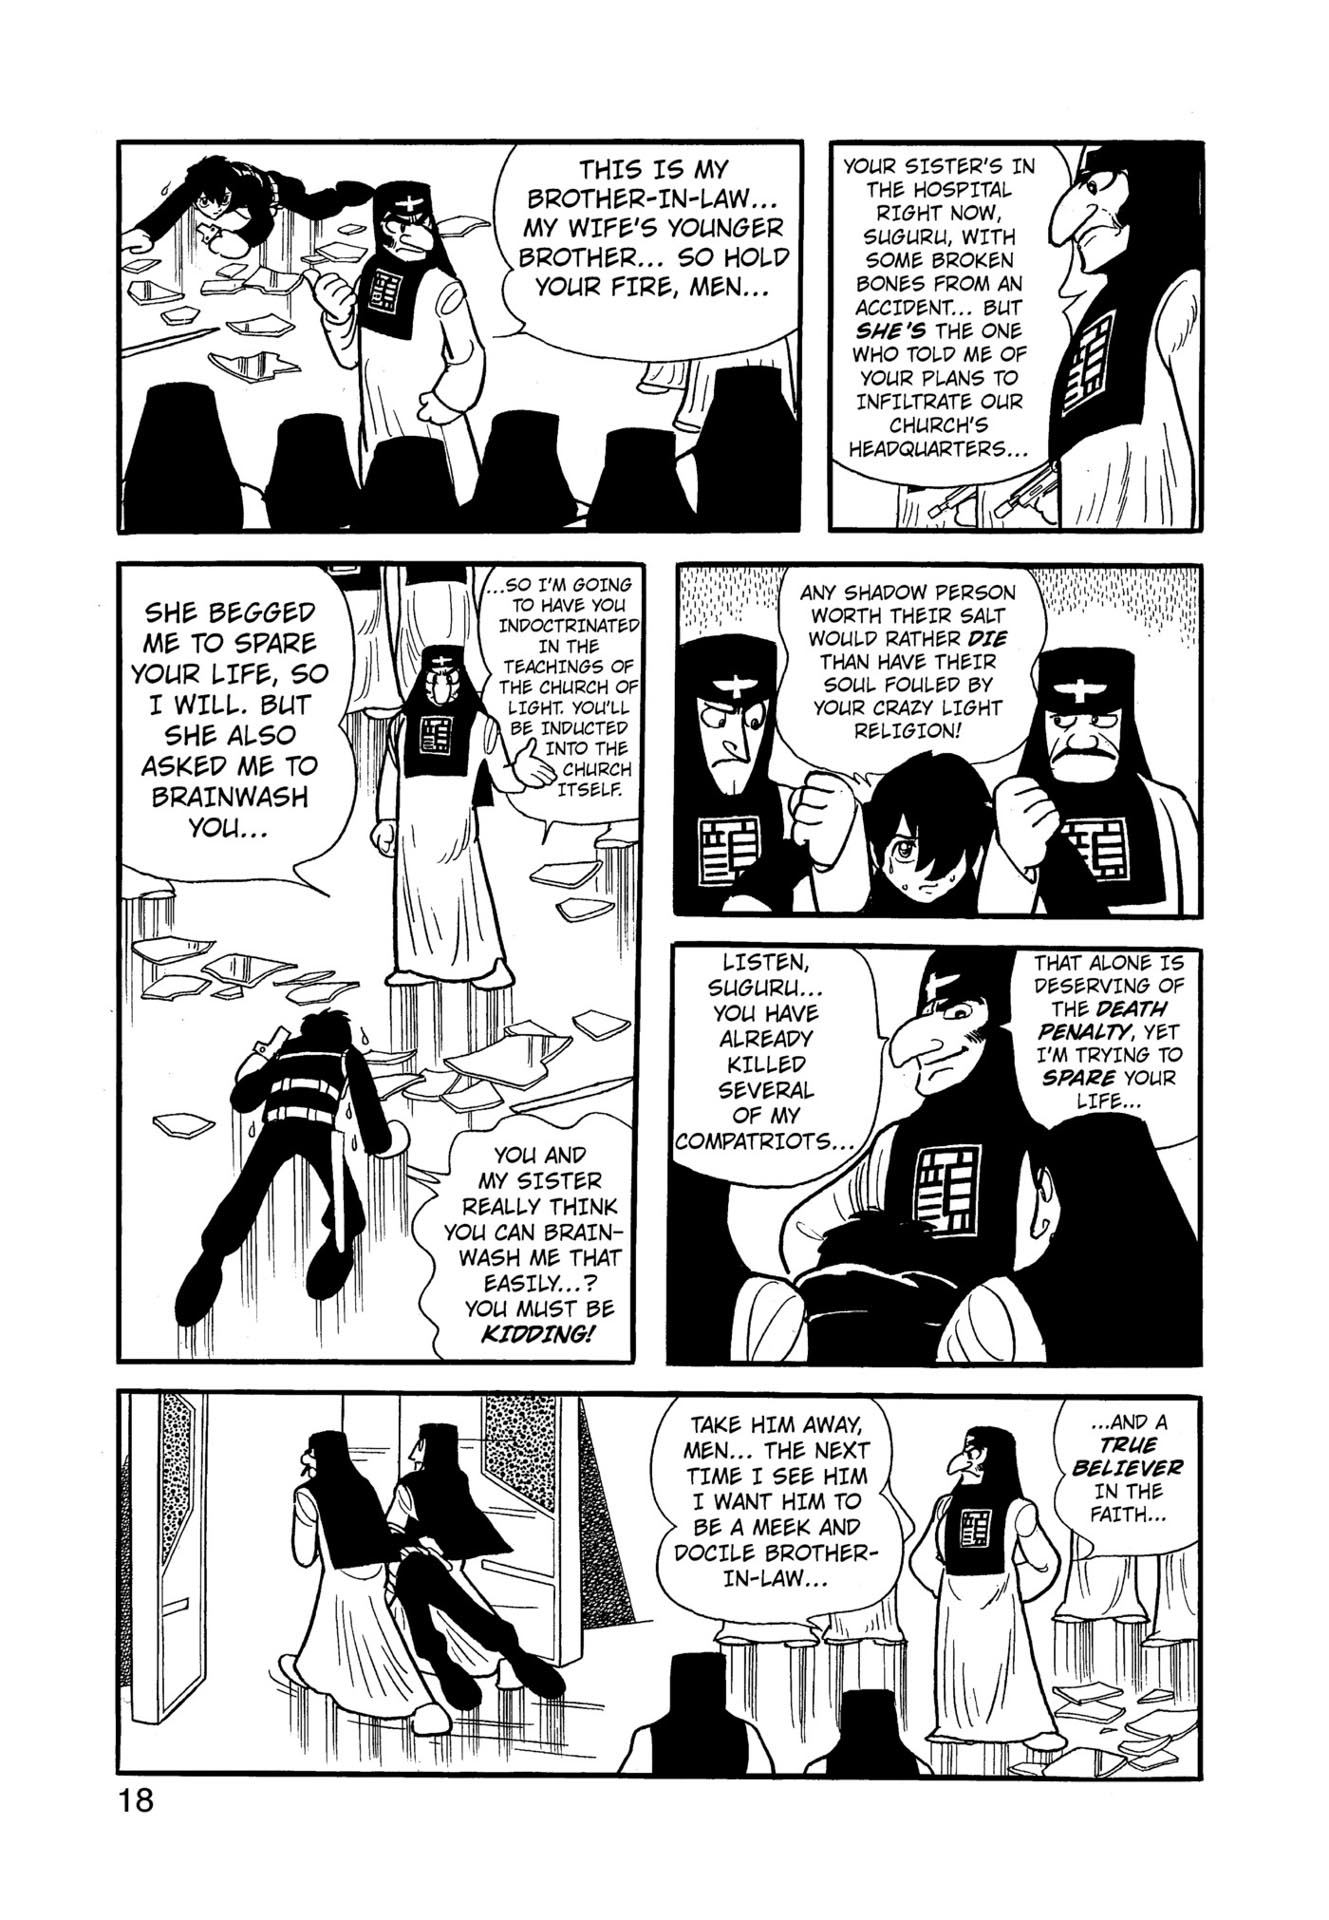 THIS IS MY
BROTHER-IN-LAW...
MY WIFE'S YOUNGER
BROTHER... SO HOLD
YOUR FIRE, MEN...
YOUR SISTER'S IN
THE HOSPITAL
RIGHT NOW,
SUGURU, WITH
SOME BROKEN
BONES FROM AN
ACCIDENT... BUT
SHE'S THE ONE
WHO TOLD ME OF
YOUR PLANS TO
INFILTRATE OUR
CHURCH'S
HEADQUARTERS...
SHE BEGGED
ME TO SPARE
YOUR LIFE, SO
I WILL. BUT
SHE ALSO
ASKED ME TO
BRAINWASH
YOU...
...SO I'M GOING
TO HAVE YOU
INDOCTRINATED
IN THE
TEACHINGS OF
THE CHURCH OF
LIGHT. YOU'LL
BE INDUCTED
INTO THE
CHURCH
ITSELF.
YOU AND
MY SISTER
REALLY THINK
YOU CAN BRAIN-
WASH ME THAT
EASILY...?
YOU MUST BE
KIDDING!
ANY SHADOW PERSON
WORTH THEIR SALT
WOULD RATHER DIE
THAN HAVE THEIR
SOUL FOULED BY
YOUR CRAZY LIGHT
RELIGION!
LISTEN,
SUGURU...
YOU HAVE
ALREADY
KILLED
SEVERAL
OF MY
COMPATRIOTS...
THAT ALONE IS
DESERVING OF
THE DEATH
PENALTY, YET
I'M TRYING TO
SPARE YOUR
LIFE...
TAKE HIM AWAY,
MEN... THE NEXT
TIME I SEE HIM
I WANT HIM TO
BE A MEEK AND
DOCILE BROTHER-
IN-LAW...
...AND A
TRUE
BELIEVER
IN THE
FAITH...
18